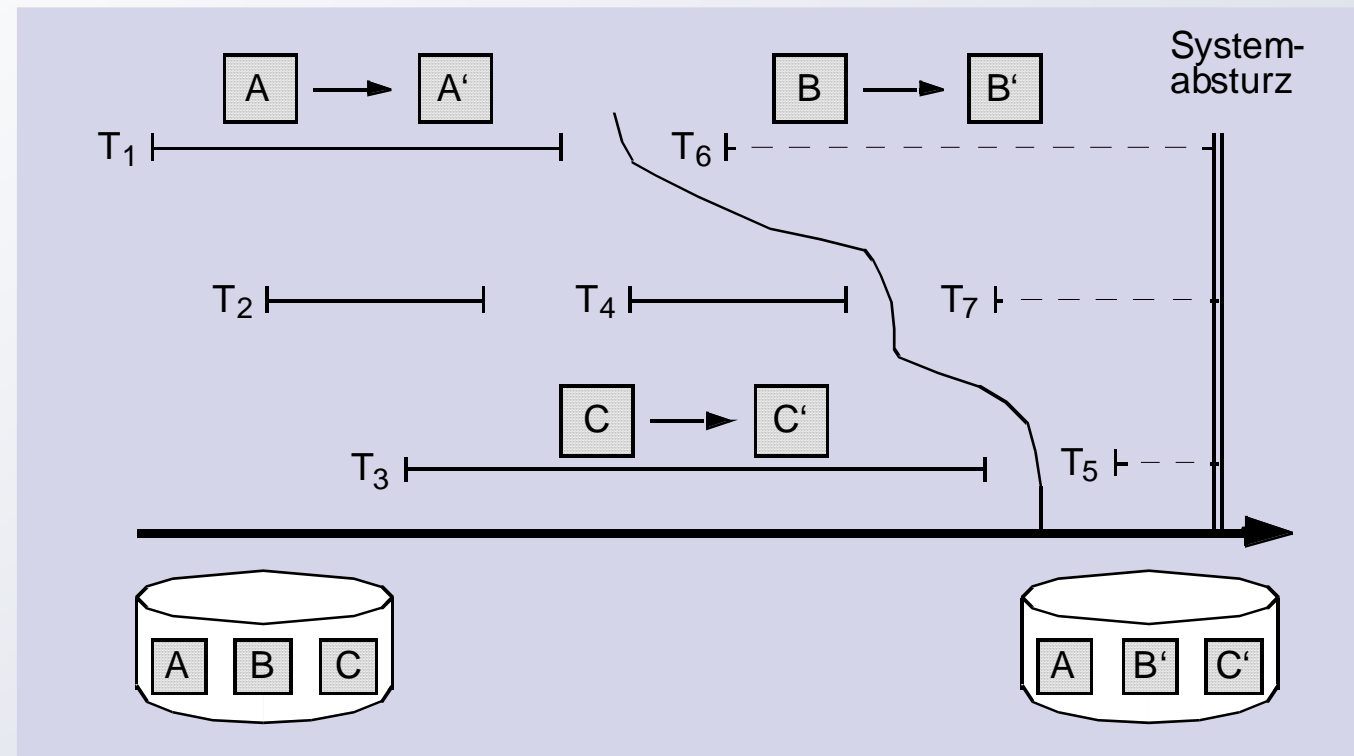 System-
absturz
A
A‘
B
B‘
T1
T6
T2
T4
T7
C
C‘
T3
T5
A B C
A B‘ C‘